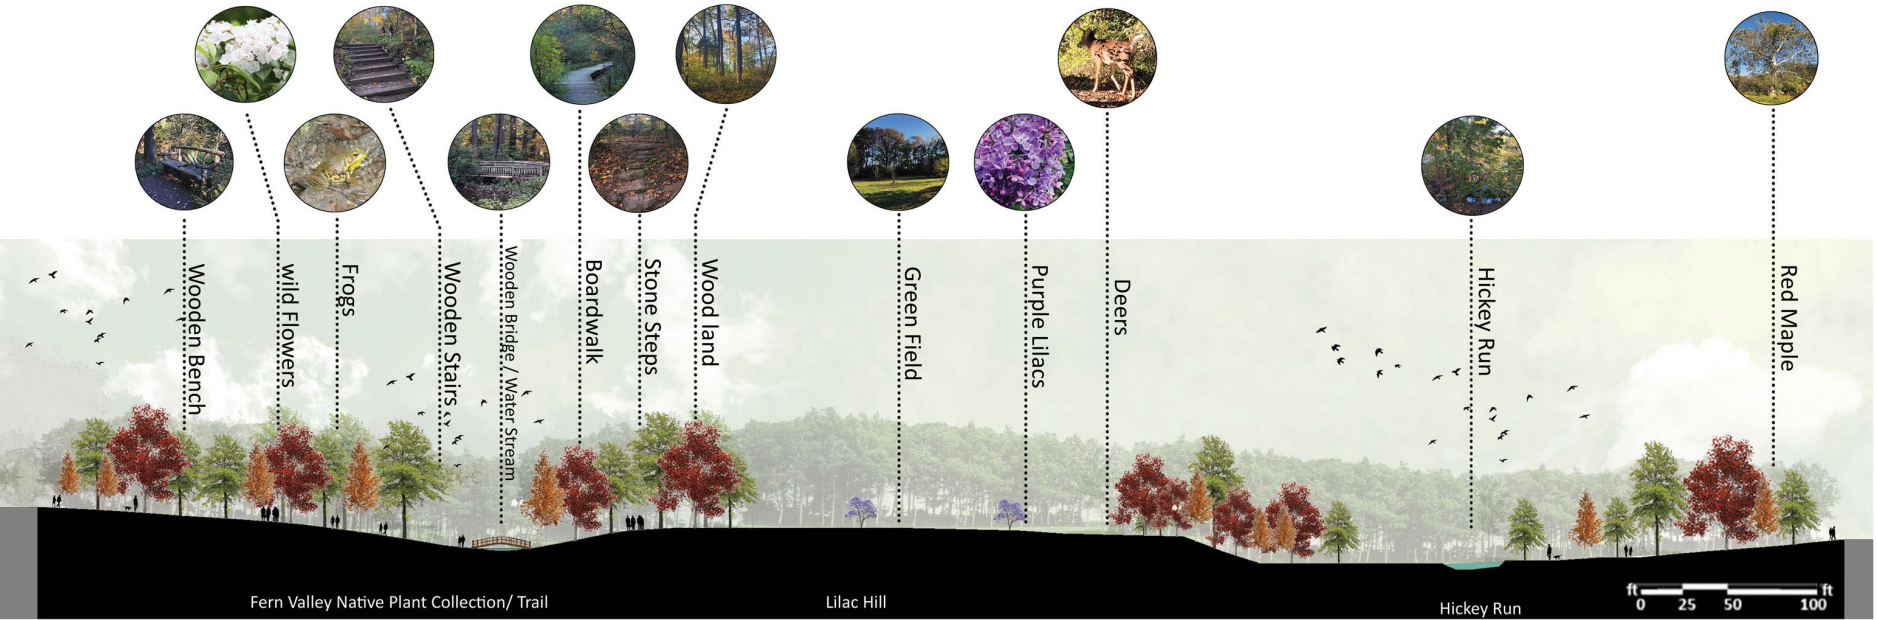 Wooden Bench
wild Flowers
Frogs
Wooden Stairs
Wooden Bridge / Water Stream
Boardwalk
Stone Steps
Wood land
Green Field
Purple Lilacs
Deers
Hickey Run
Red Maple
Fern Valley Native Plant Collection/ Trail
Lilac Hill
Hickey Run
ft ft
0 25 50 100